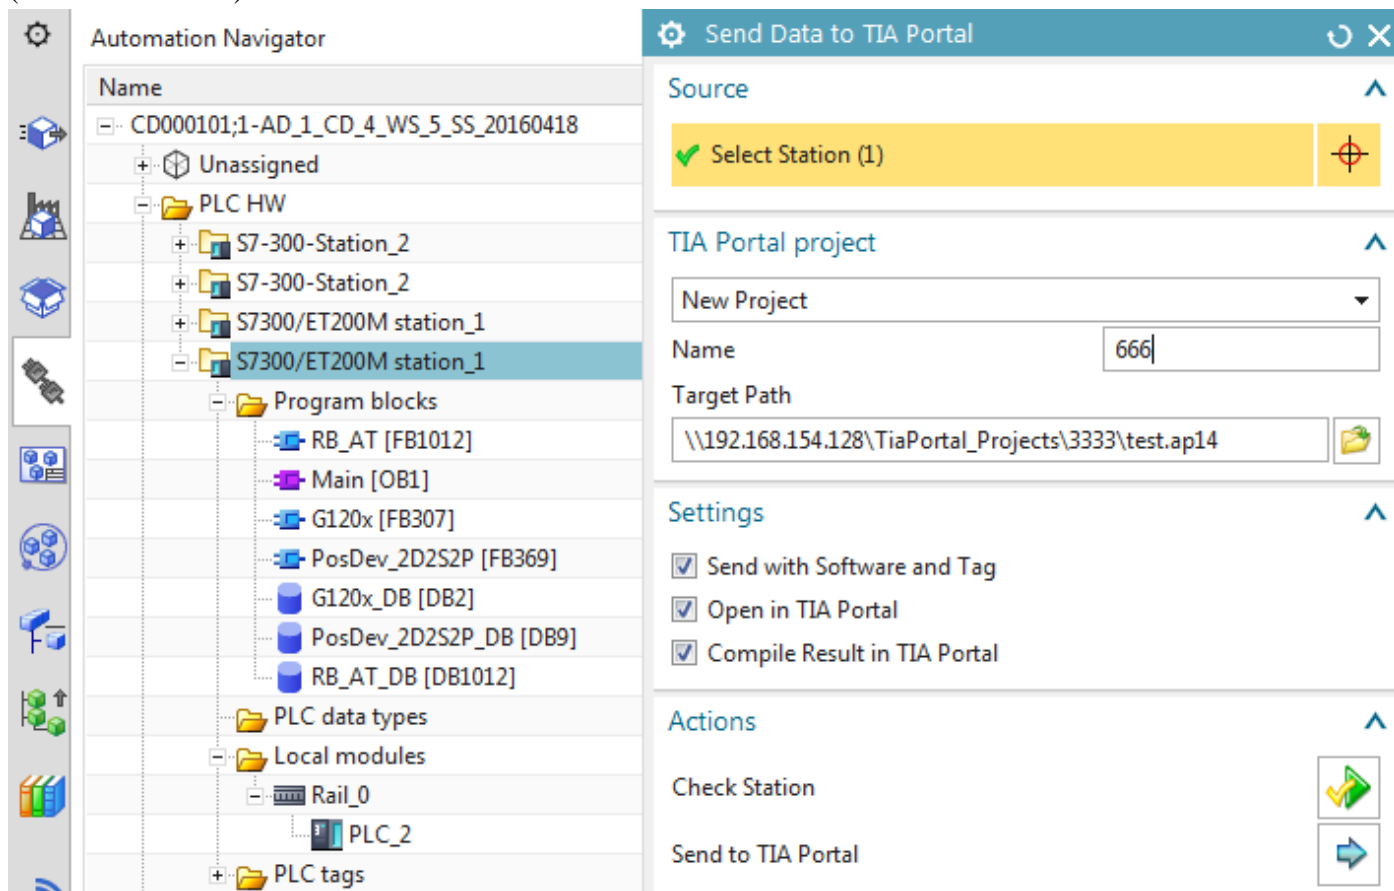 Automation Navigator
Name
CD000101;1-AD_1_CD_4_WS_5_SS_20160418
Unassigned
PLC HW
S7-300-Station_2
S7-300-Station_2
S7300/ET200M station_1
S7300/ET200M station_1
Program blocks
RB_AT [FB1012]
Main [OB1]
G120x [FB307]
PosDev_2D2S2P [FB369]
G120x_DB [DB2]
PosDev_2D2S2P_DB [DB9]
RB_AT_DB [DB1012]
PLC data types
Local modules
Rail_0
PLC_2
PLC tags
Send Data to TIA Portal
Source
Select Station (1)
TIA Portal project
New Project
Name 666
Target Path
\\192.168.154.128\TiaPortal_Projects\3333\test.ap14
Settings
Send with Software and Tag
Open in TIA Portal
Compile Result in TIA Portal
Actions
Check Station
Send to TIA Portal